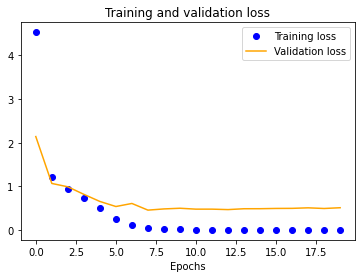 Training and validation loss
Training loss
Validation loss
4
3
2
1
0
0.0 2.5 5.0 7.5 10.0 12.5 15.0 17.5
Epochs